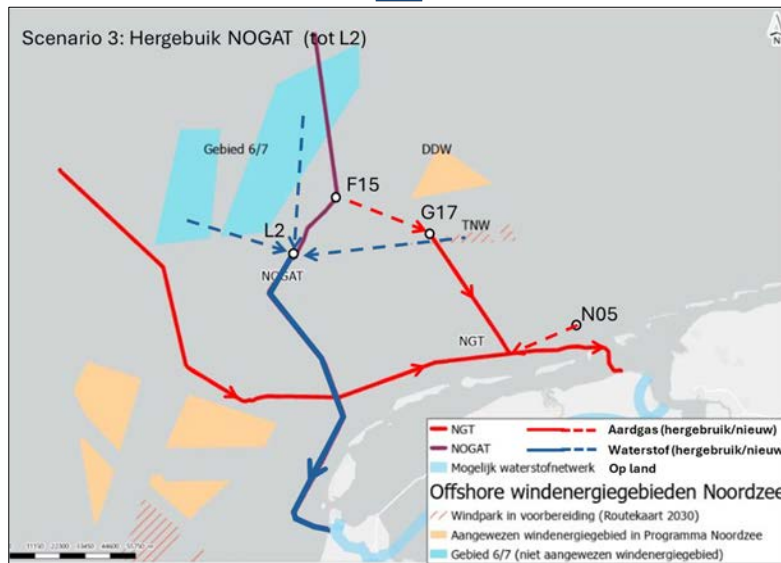 Scenario 3: Hergebuik NOGAT (tot L2)
N
Gebied 6/7
DDW
F15
G17
TNW
L2
NOGAT
N05
NGT
NGT Aardgas (hergebruik/nieuw)
NOGAT Waterstof (hergebruik/nieuw
Mogelijk waterstofnetwerk Op land
Offshore windenergiegebieden Noordzee
Windpark in voorbereiding (Routekaart 2030)
Aangewezen windenergiegebied in Programma Noordzee
Gebied 6/7 (niet aangewezen windenergiegebied)